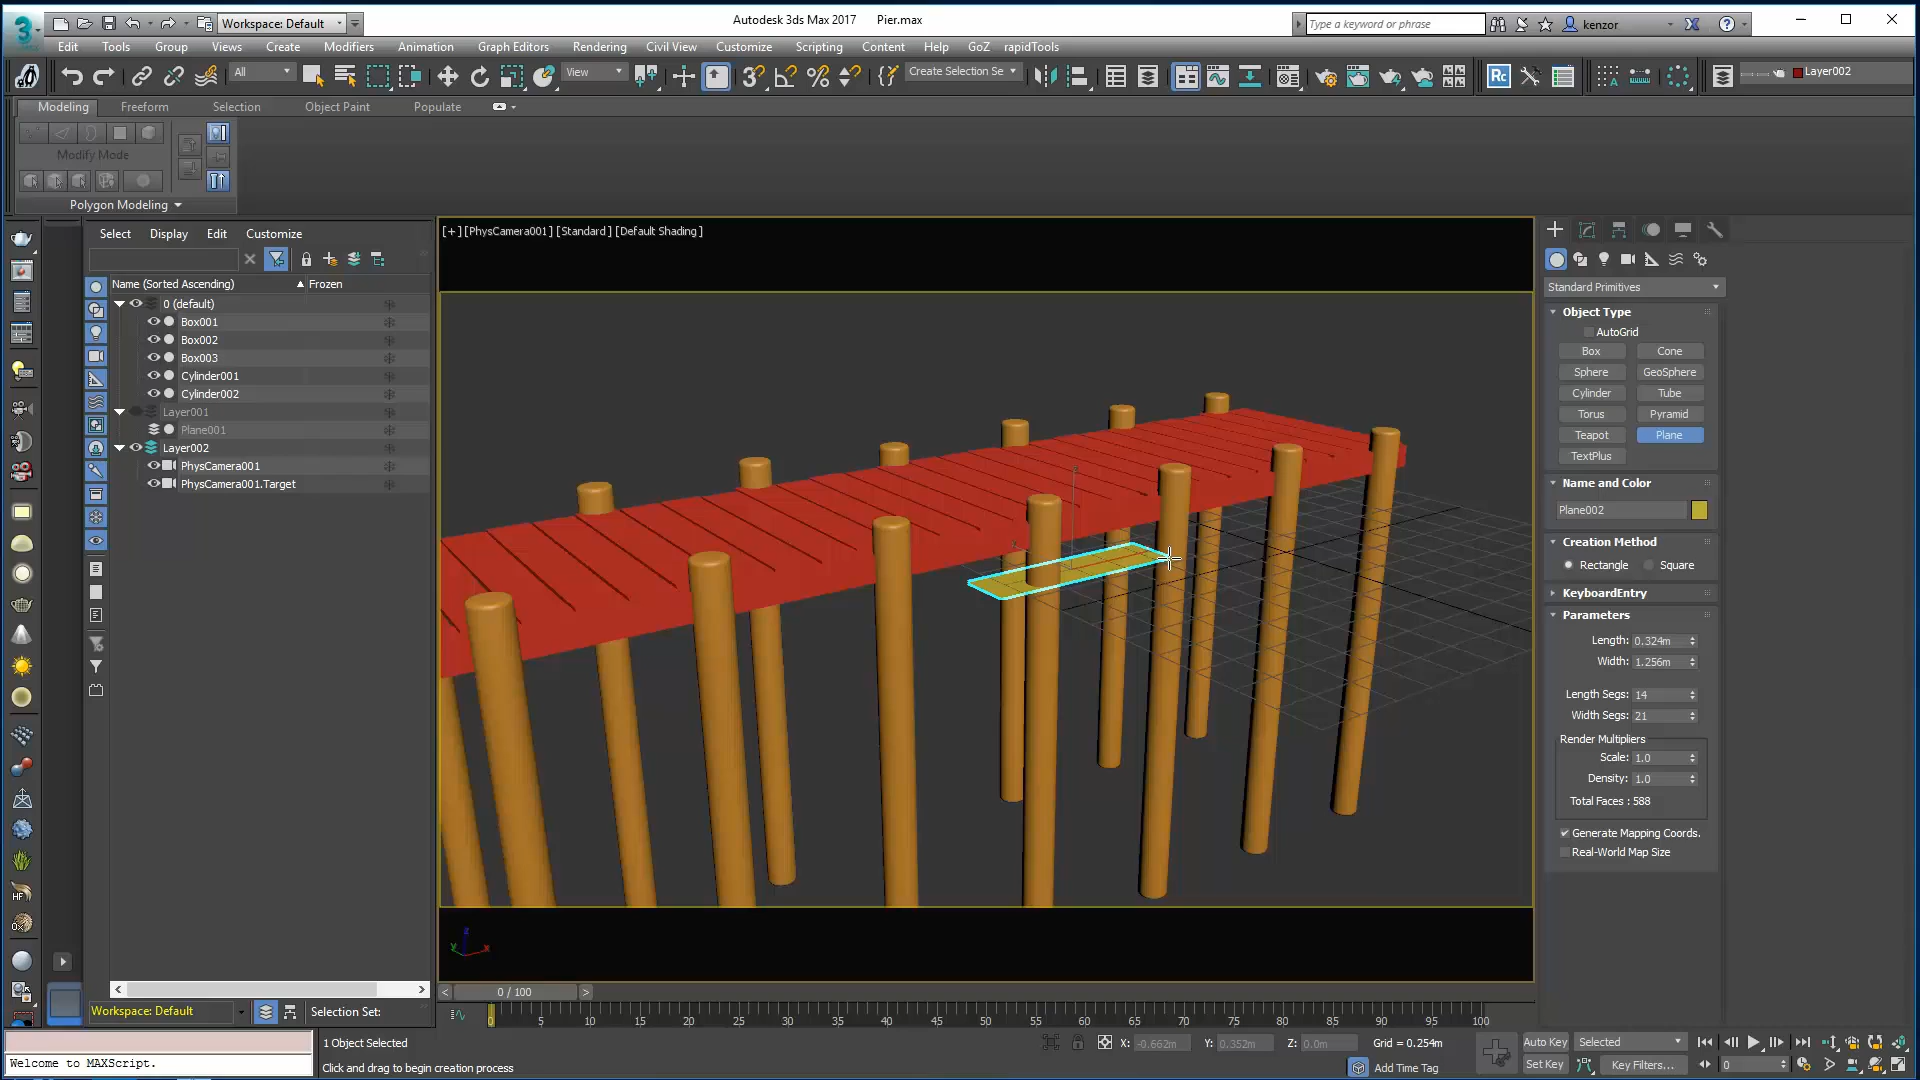 Workspace: Default
Autodesk 3ds Max 2017 Pier.max
Type a keyword or phrase
kenzor
Edit Tools Group Views Create Modifiers Animation Graph Editors Rendering Civil View Customize Scripting Content Help GoZ rapidTools
All View Create Selection Se Rc Layer002
Modeling Freeform Selection Object Paint Populate
Modify Mode
Polygon Modeling
Select Display Edit Customize
Name (Sorted Ascending) Frozen
0 (default)
Box001
Box002
Box003
Cylinder001
Cylinder002
Layer001
Plane001
Layer002
PhysCamera001
PhysCamera001.Target
[+] [PhysCamera001] [Standard] [Default Shading]
Standard Primitives
Object Type
AutoGrid
Box Cone
Sphere GeoSphere
Cylinder Tube
Torus Pyramid
Teapot Plane
TextPlus
Name and Color
Plane002
Creation Method
Rectangle Square
KeyboardEntry
Parameters
Length: 0.324m
Width: 1.256m
Length Segs: 14
Width Segs: 21
Render Multipliers
Scale: 1.0
Density: 1.0
Total Faces : 588
Generate Mapping Coords.
Real-World Map Size
0 / 100
Workspace: Default Selection Set:
0 5 10 15 20 25 30 35 40 45 50 55 60 65 70 75 80 85 90 95 100
1 Object Selected X: -0.662m Y: 0.352m Z: 0.0m Grid = 0.254m Auto Key Selected
Welcome to MAXScript.
Click and drag to begin creation process Add Time Tag Set Key Key Filters... 0